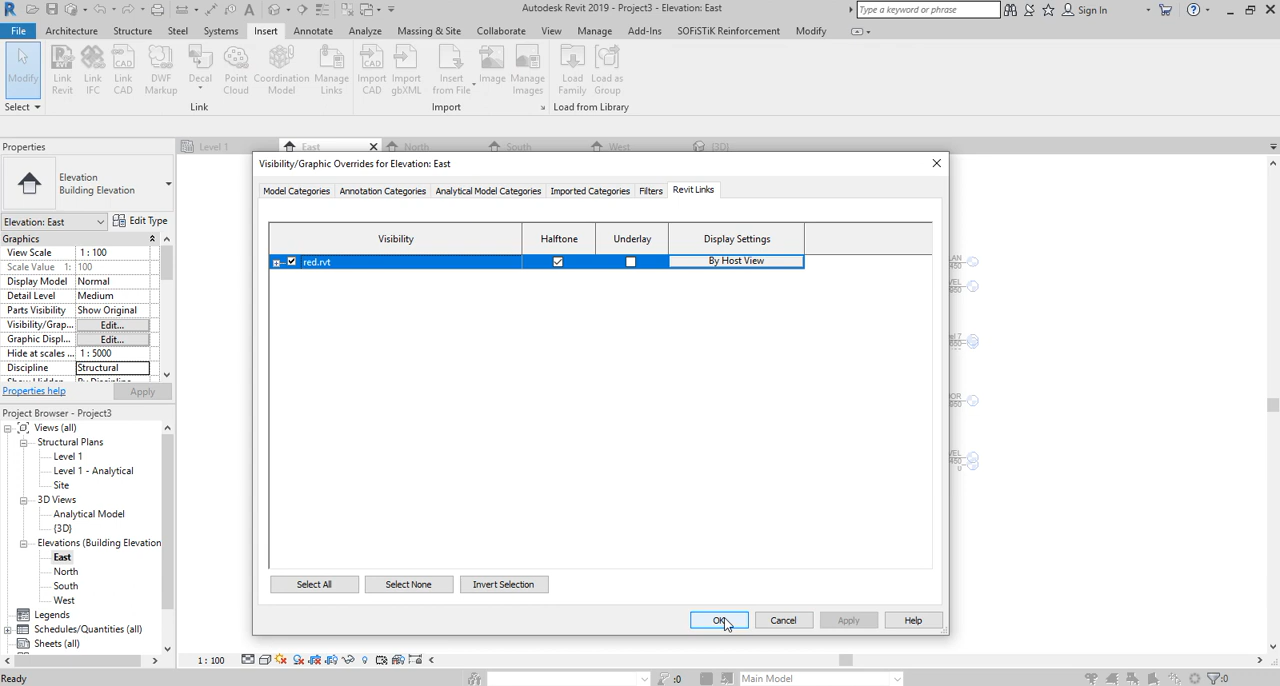 Autodesk Revit 2019 - Project3 - Elevation: East
Type a keyword or phrase
Sign In
File Architecture Structure Steel Systems Insert Annotate Analyze Massing & Site Collaborate View Manage Add-Ins SOFiSTiK Reinforcement Modify
Modify
Link Revit
Link IFC
Link CAD
DWF Markup
Decal
Point Cloud
Coordination Model
Manage Links
Import CAD
Import gbXML
Insert from File
Image
Manage Images
Load Family
Load as Group
Select Link Import Load from Library
Properties
Level 1 East North South West {3D}
Elevation
Building Elevation
Elevation: East Edit Type
Graphics
View Scale 1 : 100
Scale Value 1: 100
Display Model Normal
Detail Level Medium
Parts Visibility Show Original
Visibility/Grap... Edit...
Graphic Displ... Edit...
Hide at scales ... 1 : 5000
Discipline Structural
Properties help Apply
Project Browser - Project3
Views (all)
Structural Plans
Level 1
Level 1 - Analytical
Site
3D Views
Analytical Model
{3D}
Elevations (Building Elevation
East
North
South
West
Legends
Schedules/Quantities (all)
Sheets (all)
Visibility/Graphic Overrides for Elevation: East
Model Categories Annotation Categories Analytical Model Categories Imported Categories Filters Revit Links
Visibility Halftone Underlay Display Settings
red.rvt By Host View
Select All Select None Invert Selection
OK Cancel Apply Help
1 : 100
Ready :0 Main Model :0